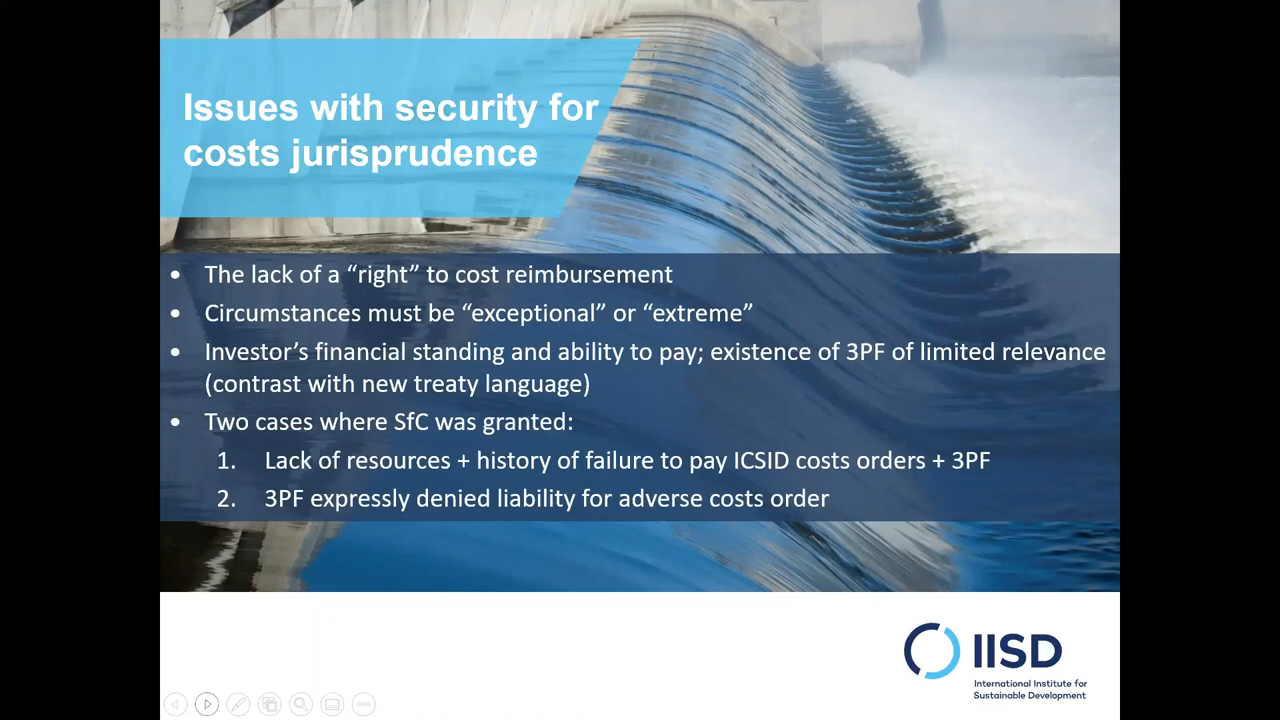 Issues with security for
costs jurisprudence
• The lack of a “right” to cost reimbursement
• Circumstances must be “exceptional” or “extreme”
• Investor’s financial standing and ability to pay; existence of 3PF of limited relevance
(contrast with new treaty language)
• Two cases where SfC was granted:
1. Lack of resources + history of failure to pay ICSID costs orders + 3PF
2. 3PF expressly denied liability for adverse costs order
IISD
International Institute for
Sustainable Development